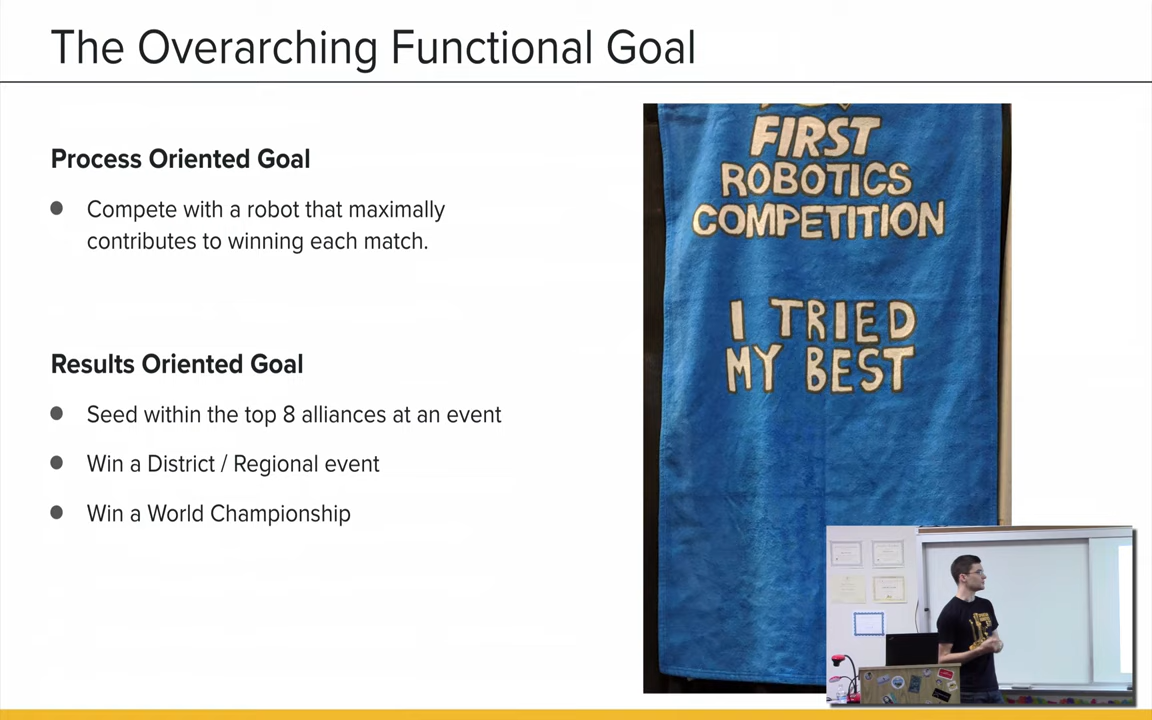 The Overarching Functional Goal
Process Oriented Goal
Compete with a robot that maximally
contributes to winning each match.
Results Oriented Goal
Seed within the top 8 alliances at an event
Win a District / Regional event
Win a World Championship
FIRST
ROBOTICS
COMPETITION
I TRIED
MY BEST